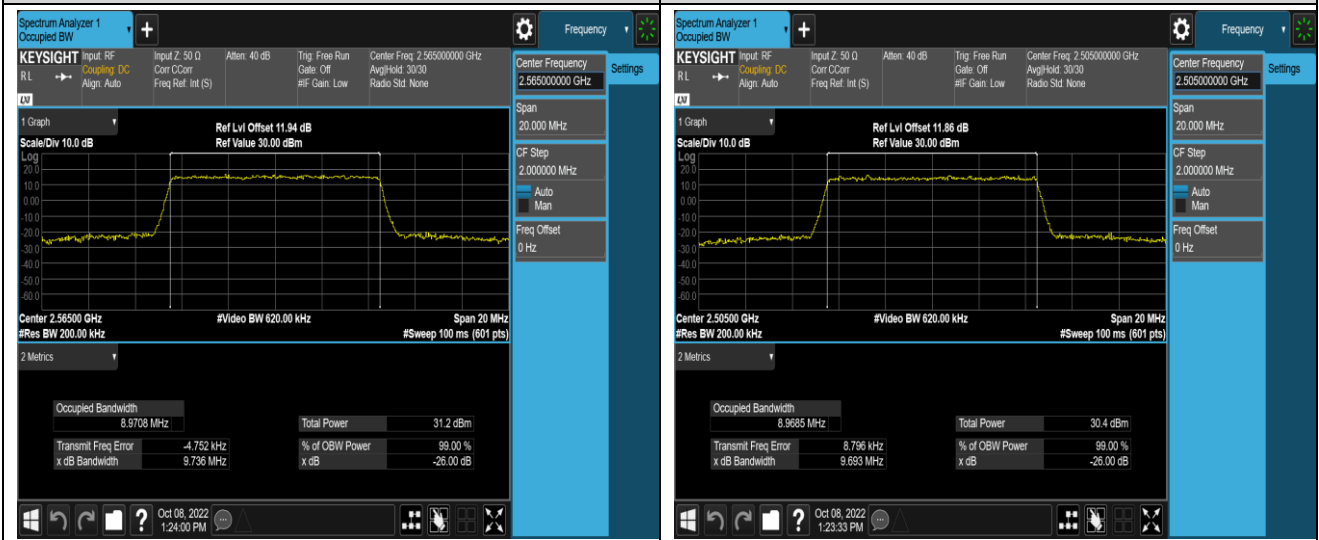 Spectrum Analyzer 1
Occupied BW
+
Frequency
KEYSIGHT
RL
LXI
Input: RF
Coupling: DC
Align: Auto
Input Z: 50 Ω
Corr CCorr
Freq Ref: Int (S)
Atten: 40 dB
Trig: Free Run
Gate: Off
#IF Gain: Low
Center Freq: 2.565000000 GHz
Avg|Hold: 30/30
Radio Std: None
Center Frequency
2.565000000 GHz
Settings
Span
20.000 MHz
CF Step
2.000000 MHz
Auto
Man
Freq Offset
0 Hz
1 Graph
Scale/Div 10.0 dB
Ref Lvl Offset 11.94 dB
Ref Value 30.00 dBm
Log
20.0
10.0
0.00
-10.0
-20.0
-30.0
-40.0
-50.0
-60.0
Center 2.56500 GHz
#Video BW 620.00 kHz
Span 20 MHz
#Res BW 200.00 kHz
#Sweep 100 ms (601 pts)
2 Metrics
Occupied Bandwidth
8.9708 MHz
Total Power 31.2 dBm
Transmit Freq Error -4.752 kHz
% of OBW Power 99.00 %
x dB Bandwidth 9.736 MHz
x dB -26.00 dB
?
Oct 08, 2022
1:24:00 PM
Spectrum Analyzer 1
Occupied BW
+
Frequency
KEYSIGHT
RL
LXI
Input: RF
Coupling: DC
Align: Auto
Input Z: 50 Ω
Corr CCorr
Freq Ref: Int (S)
Atten: 40 dB
Trig: Free Run
Gate: Off
#IF Gain: Low
Center Freq: 2.505000000 GHz
Avg|Hold: 30/30
Radio Std: None
Center Frequency
2.505000000 GHz
Settings
Span
20.000 MHz
CF Step
2.000000 MHz
Auto
Man
Freq Offset
0 Hz
1 Graph
Scale/Div 10.0 dB
Ref Lvl Offset 11.86 dB
Ref Value 30.00 dBm
Log
20.0
10.0
0.00
-10.0
-20.0
-30.0
-40.0
-50.0
-60.0
Center 2.50500 GHz
#Video BW 620.00 kHz
Span 20 MHz
#Res BW 200.00 kHz
#Sweep 100 ms (601 pts)
2 Metrics
Occupied Bandwidth
8.9685 MHz
Total Power 30.4 dBm
Transmit Freq Error 8.796 kHz
% of OBW Power 99.00 %
x dB Bandwidth 9.693 MHz
x dB -26.00 dB
?
Oct 08, 2022
1:23:33 PM